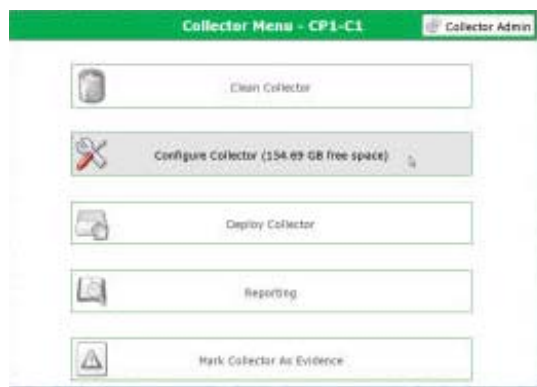 Collector Menu - CP1-C1
Collector Admin
Clean Collector
Configure Collector (154.69 GB free space)
Deploy Collector
Reporting
Mark Collector As Evidence